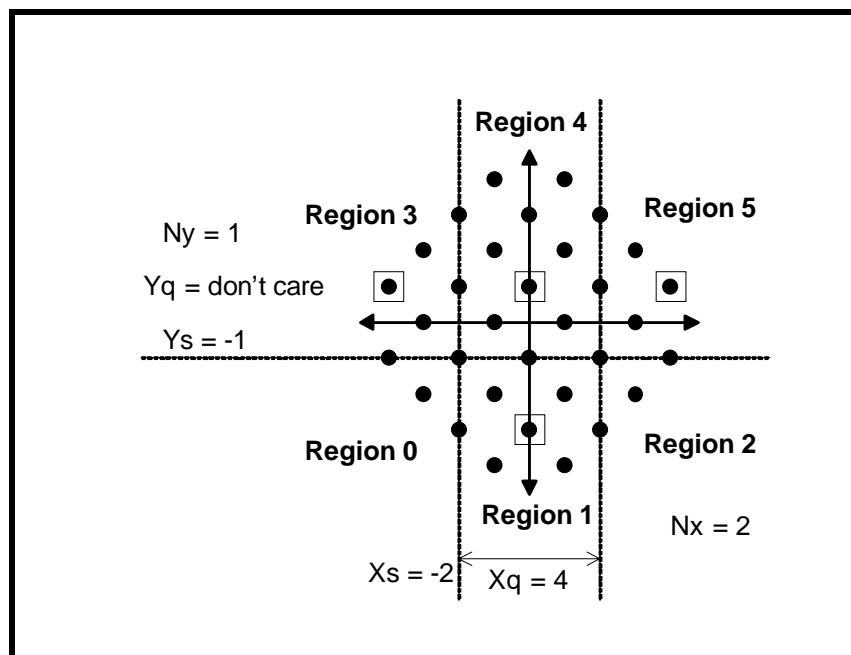 Region 4
Region 3
Region 5
Ny = 1
Yq = don't care
Ys = -1
Region 0
Region 2
Region 1
Nx = 2
Xs = -2
Xq = 4